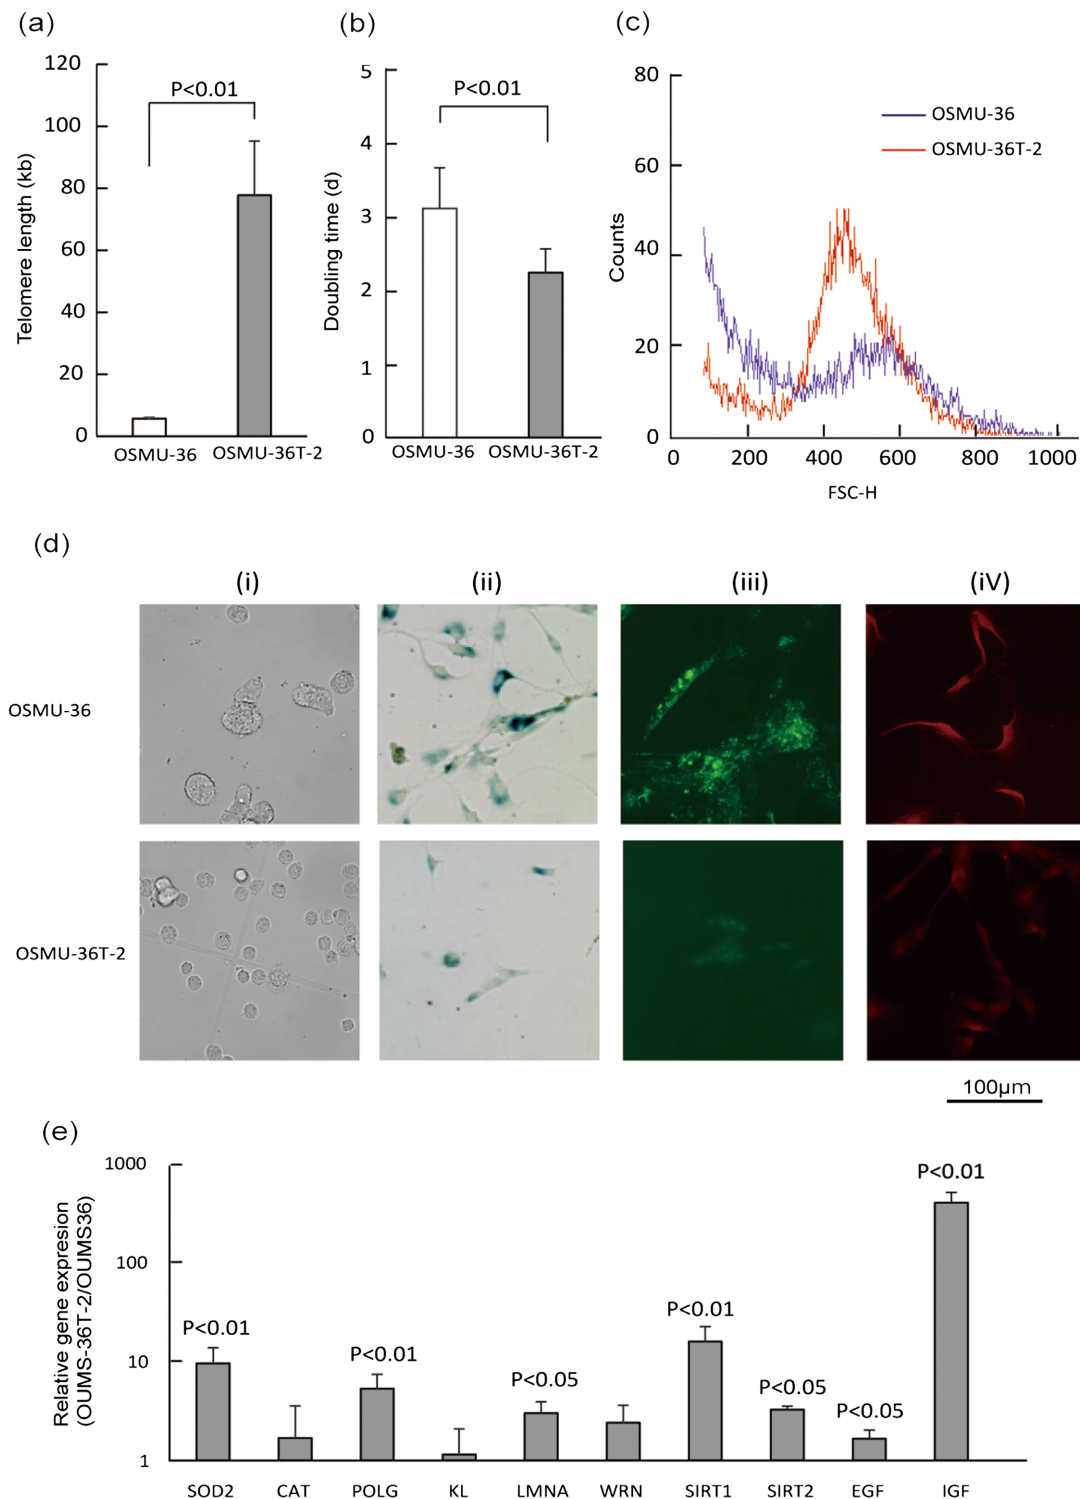 (a)
120
100
80
60
40
20
0
Telomere length (kb)
P<0.01
OSMU-36
OSMU-36T-2
(b)
5
4
3
2
1
0
Doubling time (d)
P<0.01
OSMU-36
OSMU-36T-2
(c)
80
60
40
20
0
Counts
OSMU-36
OSMU-36T-2
0
200
400
600
800
1000
FSC-H
(d)
(i)
(ii)
(iii)
(iV)
OSMU-36
OSMU-36T-2
100μm
(e)
1000
100
10
1
Relative gene expresion
(OUMS-36T-2/OUMS36)
P<0.01
P<0.01
P<0.05
P<0.01
P<0.05
P<0.05
P<0.01
SOD2
CAT
POLG
KL
LMNA
WRN
SIRT1
SIRT2
EGF
IGF